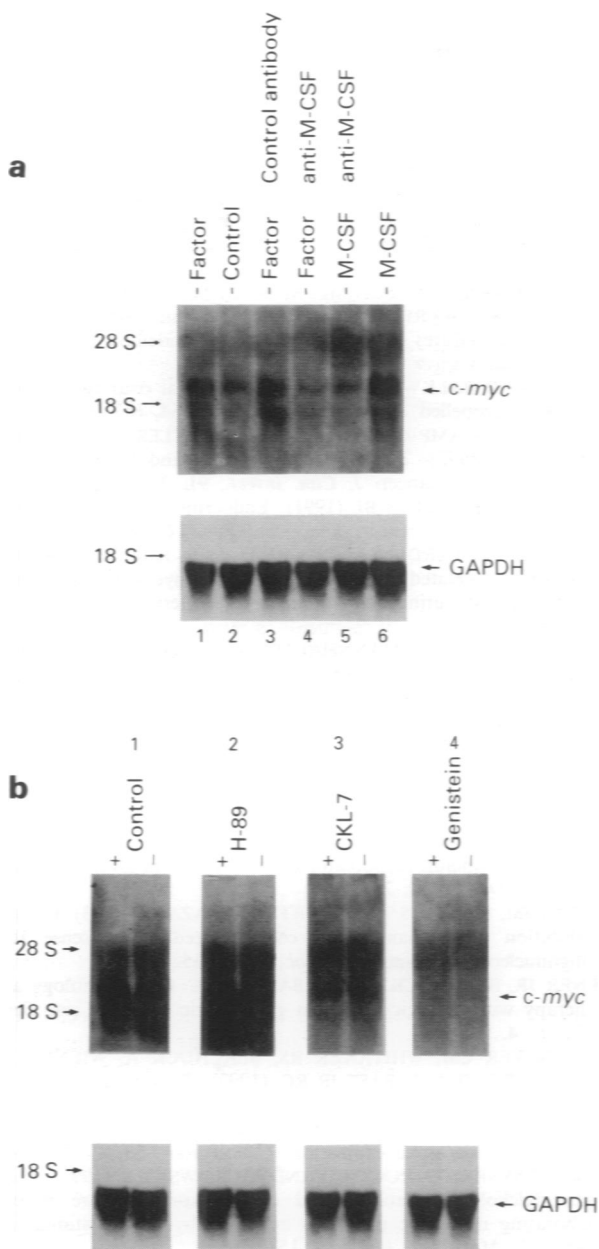 a
Control antibody
anti-M-CSF
anti-M-CSF
- Factor
- Control
- Factor
- Factor
- M-CSF
- M-CSF
28 S →
18 S →
← c-myc
18 S →
← GAPDH
1 2 3 4 5 6
b
1 2 3 4
+ Control –
+ H-89 –
+ CKL-7 –
+ Genistein –
28 S →
18 S →
← c-myc
18 S →
← GAPDH